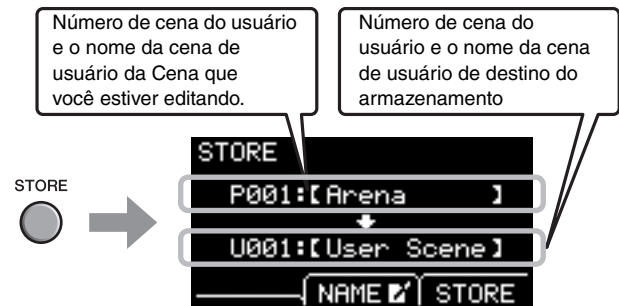 Número de cena do usuário
e o nome da cena de
usuário da Cena que
você estiver editando.
Número de cena do
usuário e o nome da cena
de usuário de destino do
armazenamento
STORE
STORE
P001:[Arena ]
U001:[User Scene]
NAME STORE